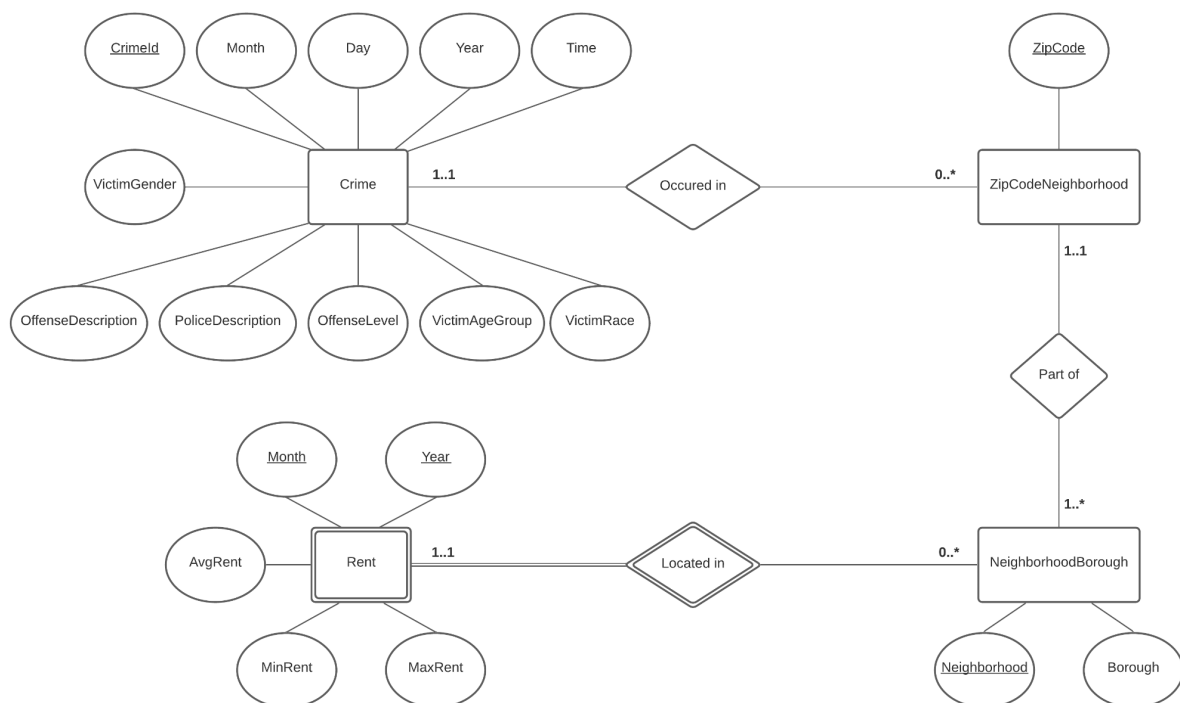 CrimeId
Month
Day
Year
Time
ZipCode
VictimGender
Crime
1..1
Occured in
0..*
ZipCodeNeighborhood
1..1
OffenseDescription
PoliceDescription
OffenseLevel
VictimAgeGroup
VictimRace
Part of
Month
Year
1..*
AvgRent
Rent
1..1
Located in
0..*
NeighborhoodBorough
MinRent
MaxRent
Neighborhood
Borough